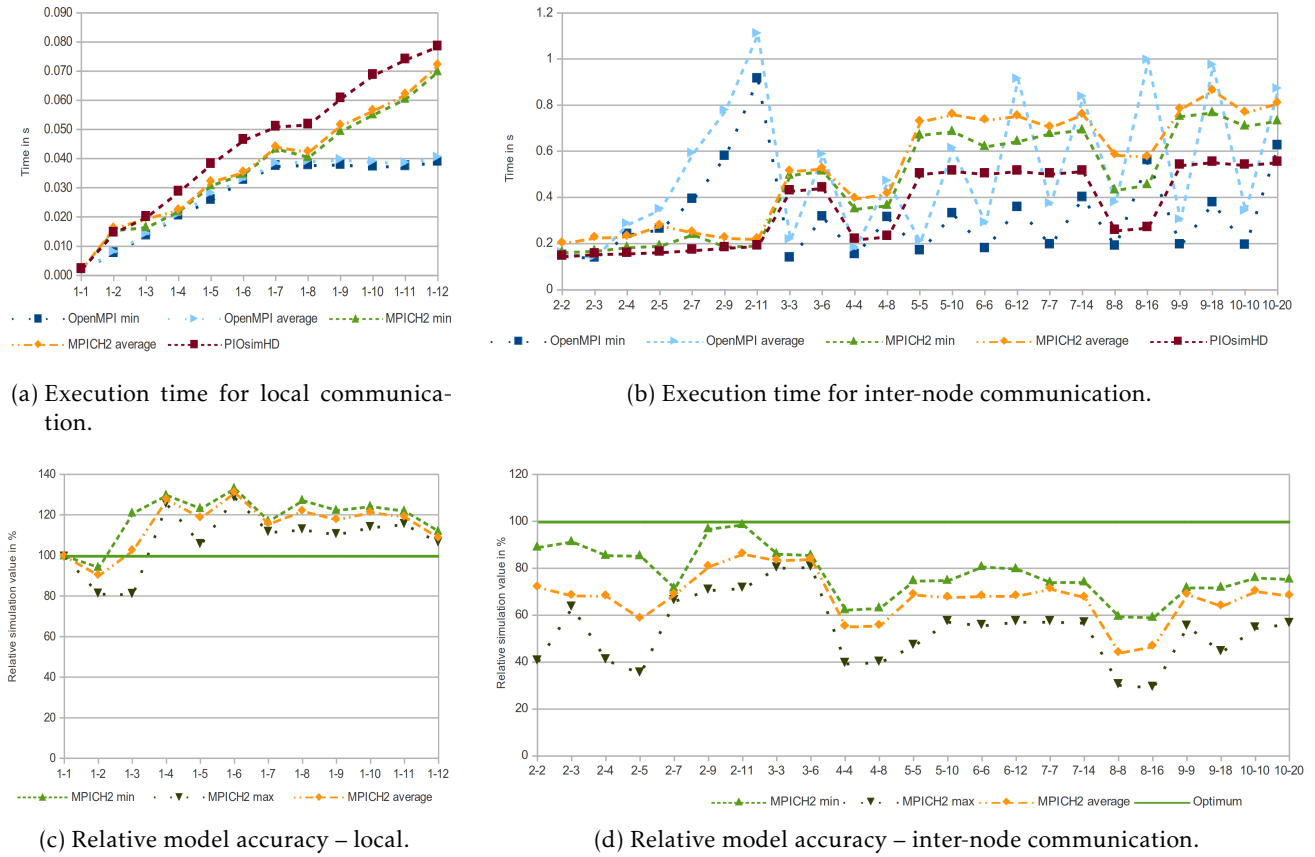 0.090
0.080
0.070
0.060
0.050
0.040
0.030
0.020
0.010
0.000
Time in s
1-1 1-2 1-3 1-4 1-5 1-6 1-7 1-8 1-9 1-10 1-11 1-12
OpenMPI min OpenMPI average MPICH2 min
MPICH2 average PIOsimHD
(a) Execution time for local communica-
tion.
1.2
1
0.8
0.6
0.4
0.2
0
Time in s
2-2 2-3 2-4 2-5 2-7 2-9 2-11 3-3 3-6 4-4 4-8 5-5 5-10 6-6 6-12 7-7 7-14 8-8 8-16 9-9 9-18 10-10 10-20
OpenMPI min OpenMPI average MPICH2 min MPICH2 average PIOsimHD
(b) Execution time for inter-node communication.
140
120
100
80
60
40
20
0
Relative simulation value in %
1-1 1-2 1-3 1-4 1-5 1-6 1-7 1-8 1-9 1-10 1-11 1-12
MPICH2 min MPICH2 max MPICH2 average
(c) Relative model accuracy – local.
120
100
80
60
40
20
0
Relative simulation value in %
2-2 2-3 2-4 2-5 2-7 2-9 2-11 3-3 3-6 4-4 4-8 5-5 5-10 6-6 6-12 7-7 7-14 8-8 8-16 9-9 9-18 10-10 10-20
MPICH2 min MPICH2 max MPICH2 average Optimum
(d) Relative model accuracy – inter-node communication.